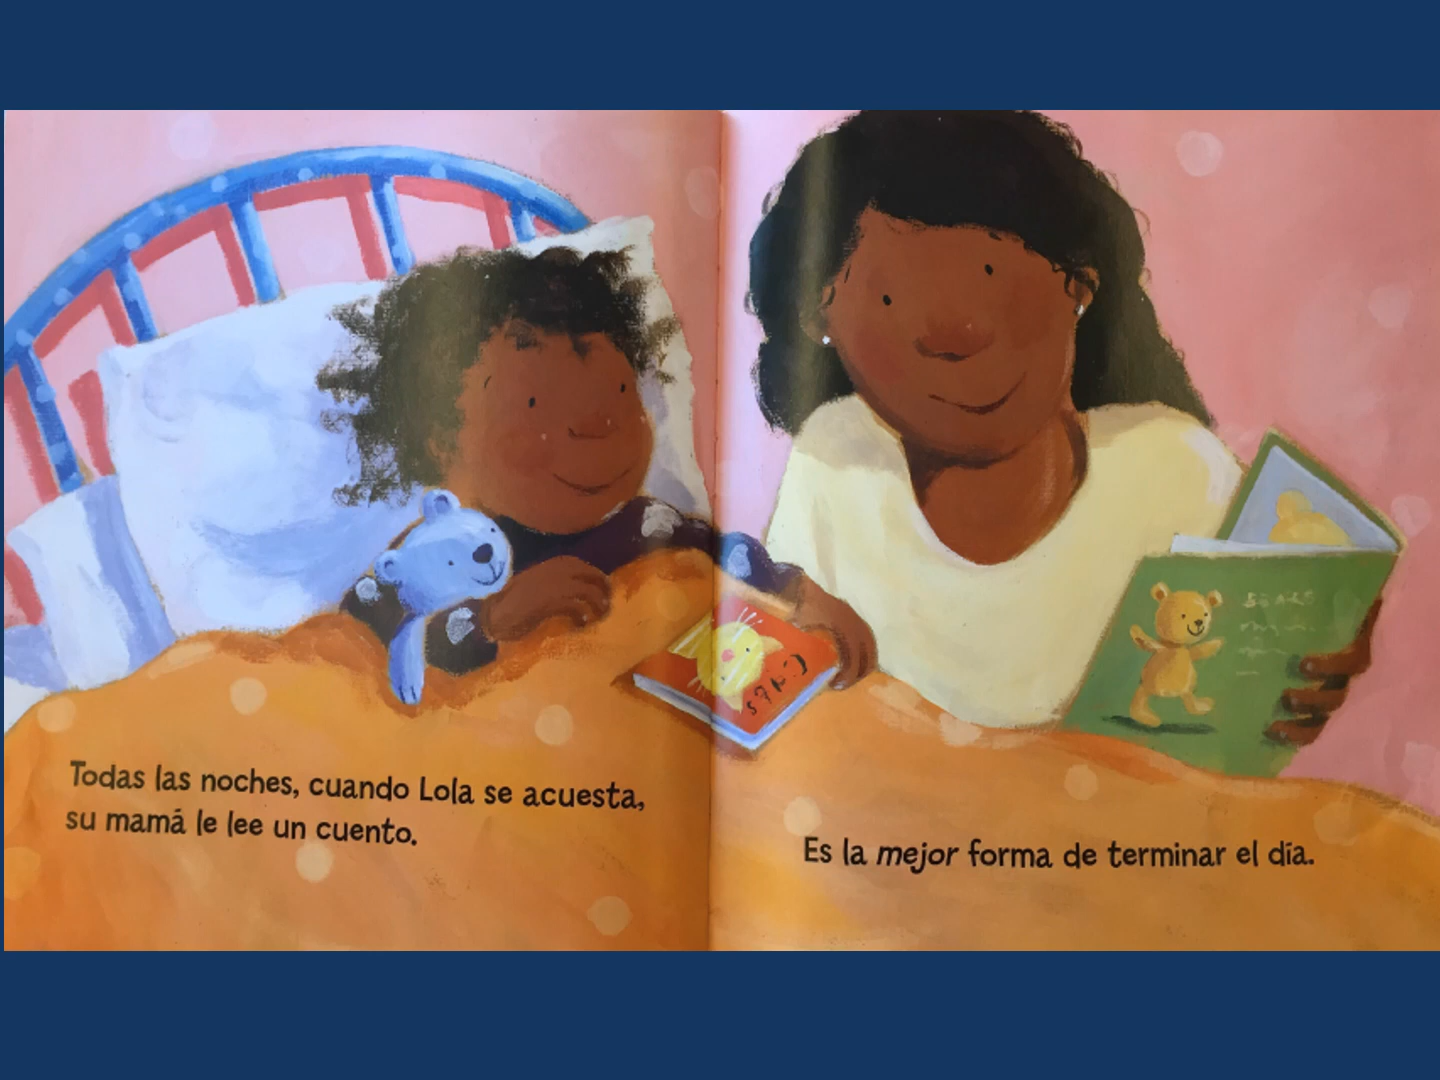 Todas las noches, cuando Lola se acuesta,
su mamá le lee un cuento.
Es la mejor forma de terminar el día.